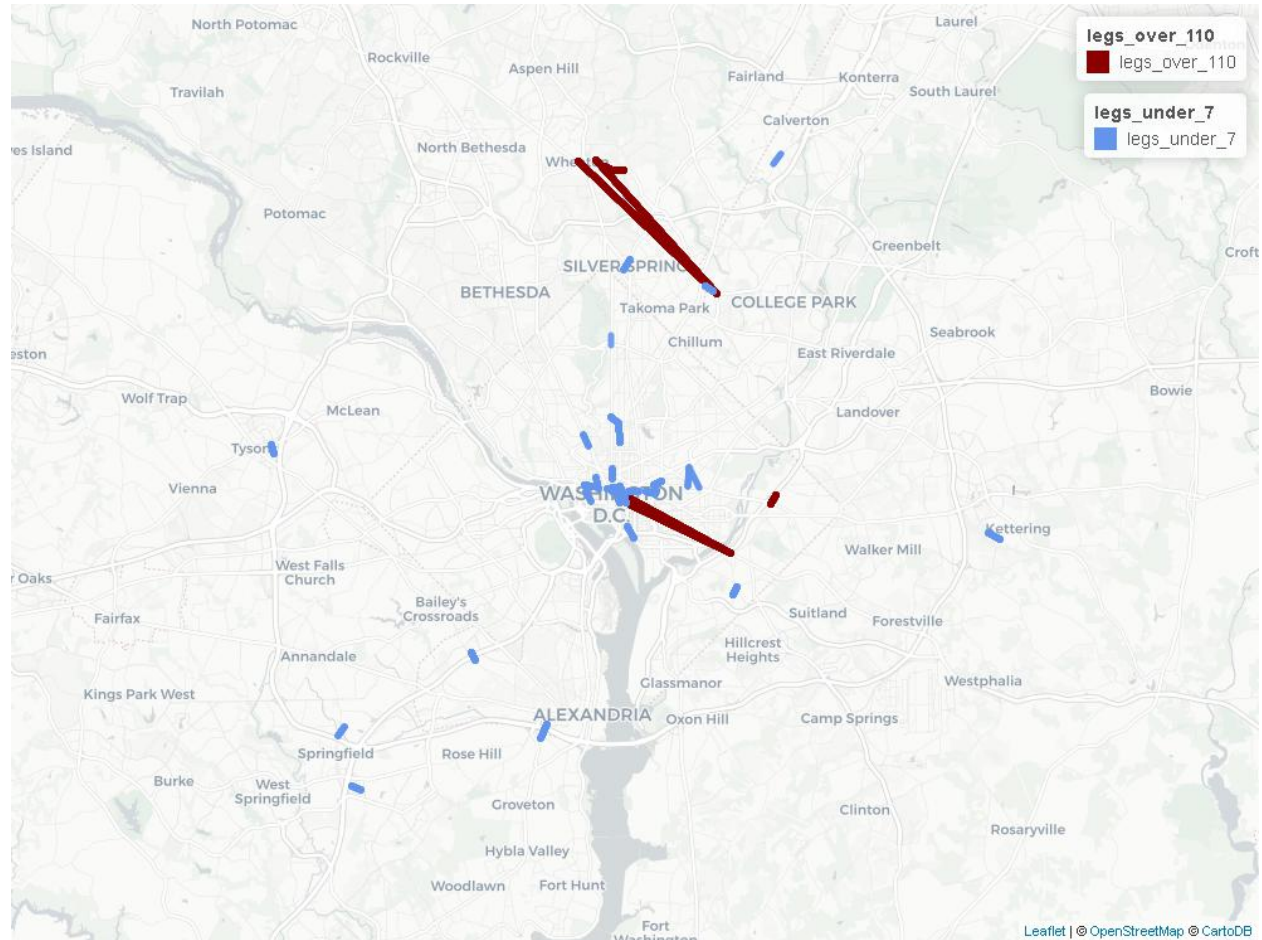 North Potomac
Laurel
legs_over_110
legs_over_110
Rockville
Aspen Hill
Fairland
Konterra
Travilah
South Laurel
legs_under_7
legs_under_7
Calverton
es Island
North Bethesda
Potomac
Greenbelt
Croft
SILVER SPRING
BETHESDA
Takoma Park
COLLEGE PARK
Seabrook
Chillum
East Riverdale
eston
Bowie
Wolf Trap
McLean
Landover
Vienna
WASHINGTON
D.C.
Kettering
Walker Mill
West Falls
Church
Oaks
Bailey's
Crossroads
Suitland
Forestville
Fairfax
Hillcrest
Heights
Annandale
Glassmanor
Westphalia
Kings Park West
ALEXANDRIA
Oxon Hill
Camp Springs
Springfield
Rose Hill
Burke
West
Springfield
Groveton
Clinton
Rosaryville
Hybla Valley
Woodlawn
Fort Hunt
Fort
Washington
Leaflet | © OpenStreetMap © CartoDB